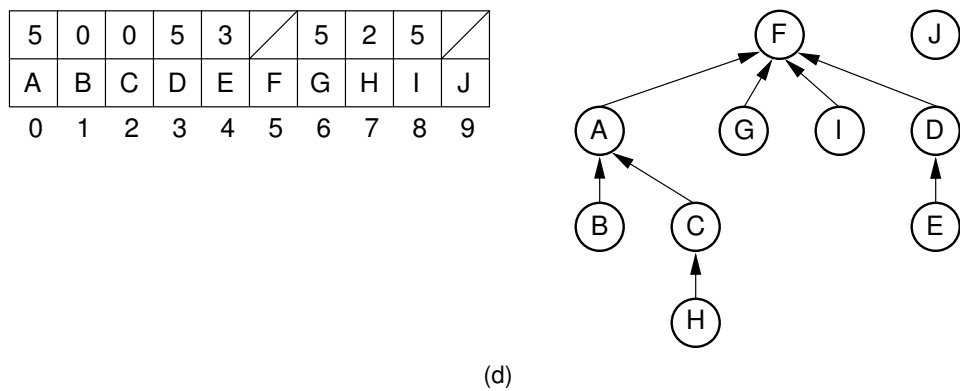 5 0 0 5 3 5 2 5
A B C D E F G H I J
0 1 2 3 4 5 6 7 8 9
F J
A G I D
B C E
H
(d)